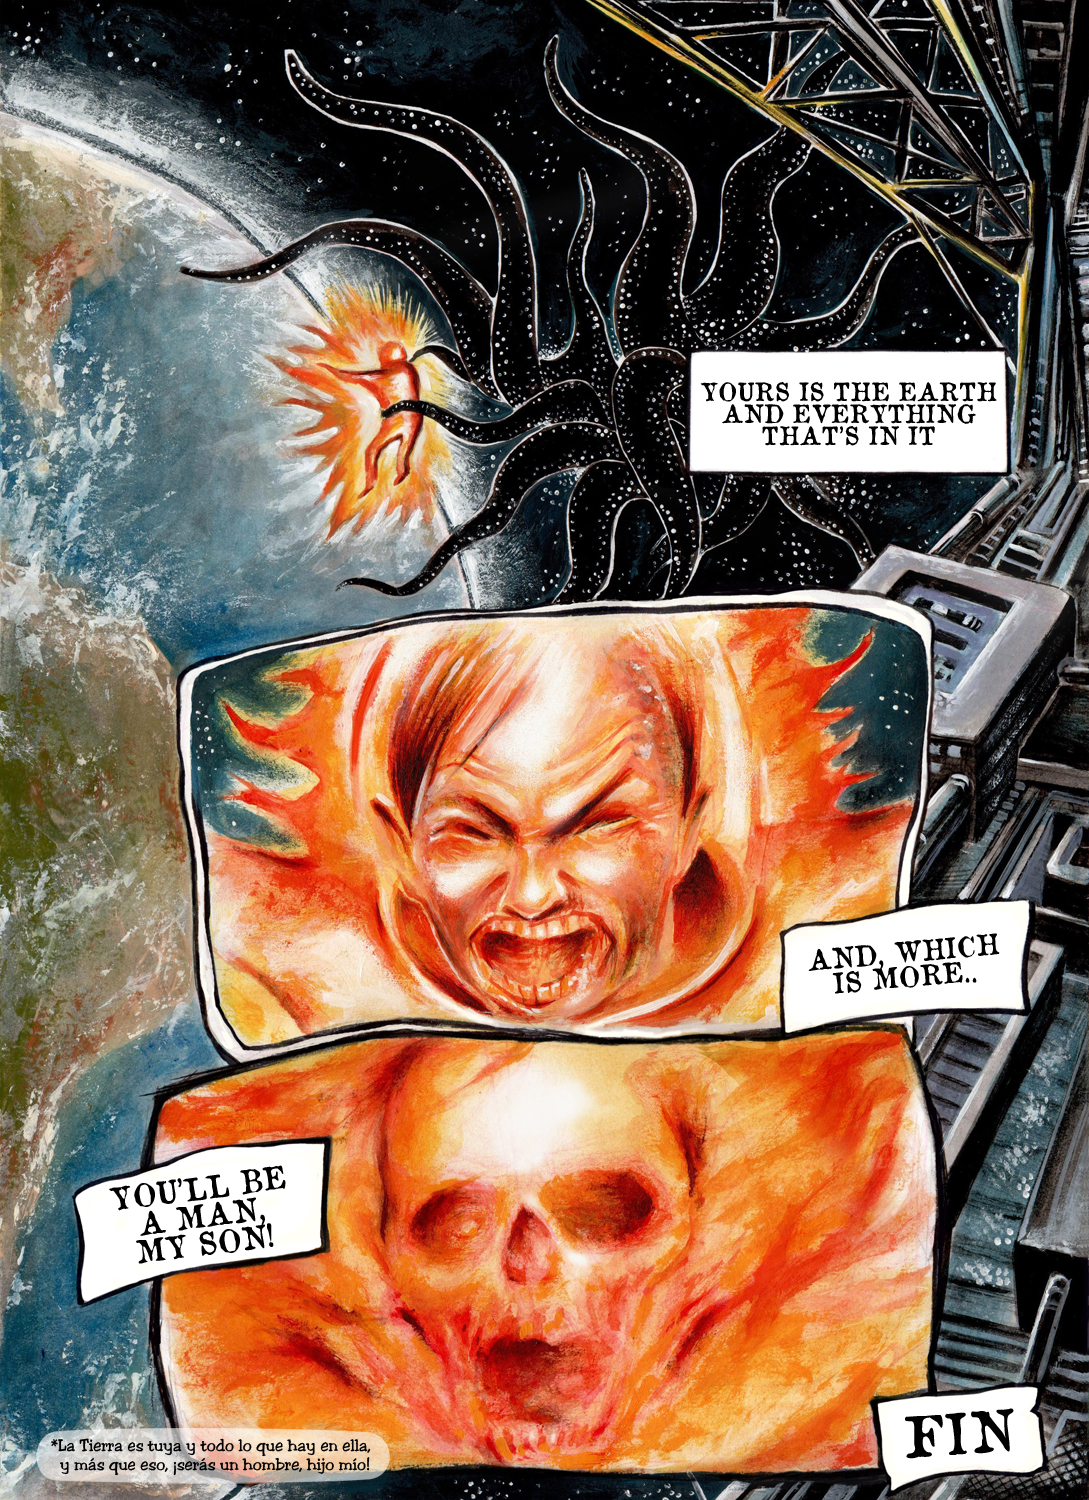 YOURS IS THE EARTH
AND EVERYTHING
THAT'S IN IT
AND, WHICH
IS MORE..
YOU'LL BE
A MAN,
MY SON!
*La Tierra es tuya y todo lo que hay en ella,
y más que eso, ¡serás un hombre, hijo mío!
FIN